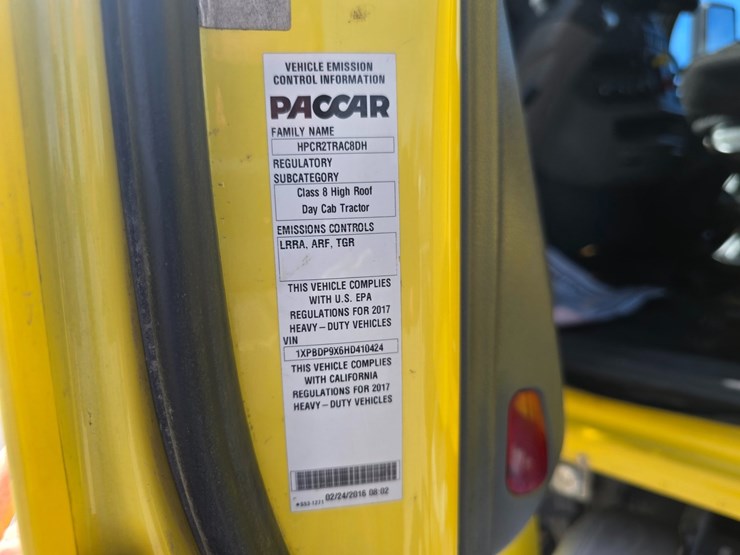 VEHICLE EMISSION
CONTROL INFORMATION
PACCAR
FAMILY NAME
HPCR2TRAC8DH
REGULATORY
SUBCATEGORY
Class 8 High Roof
Day Cab Tractor
EMISSIONS CONTROLS
LRRA, ARF, TGR
THIS VEHICLE COMPLIES
WITH U.S. EPA
REGULATIONS FOR 2017
HEAVY – DUTY VEHICLES
VIN
1XPBDP9X6HD410424
THIS VEHICLE COMPLIES
WITH CALIFORNIA
REGULATIONS FOR 2017
HEAVY – DUTY VEHICLES
02/24/2016 08:02